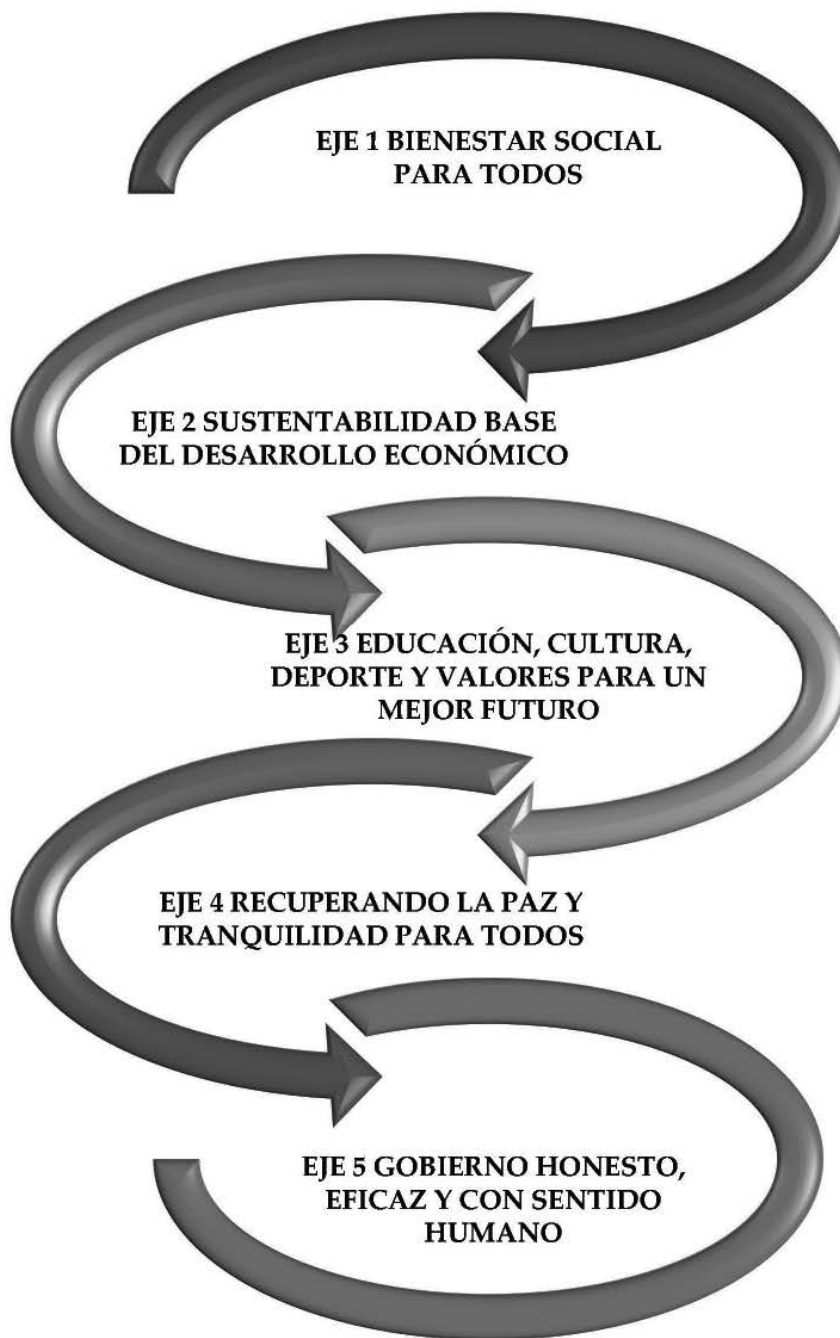 EJE 1 BIENESTAR SOCIAL
PARA TODOS
EJE 2 SUSTENTABILIDAD BASE
DEL DESARROLLO ECONÓMICO
EJE 3 EDUCACIÓN, CULTURA,
DEPORTE Y VALORES PARA UN
MEJOR FUTURO
EJE 4 RECUPERANDO LA PAZ Y
TRANQUILIDAD PARA TODOS
EJE 5 GOBIERNO HONESTO,
EFICAZ Y CON SENTIDO
HUMANO